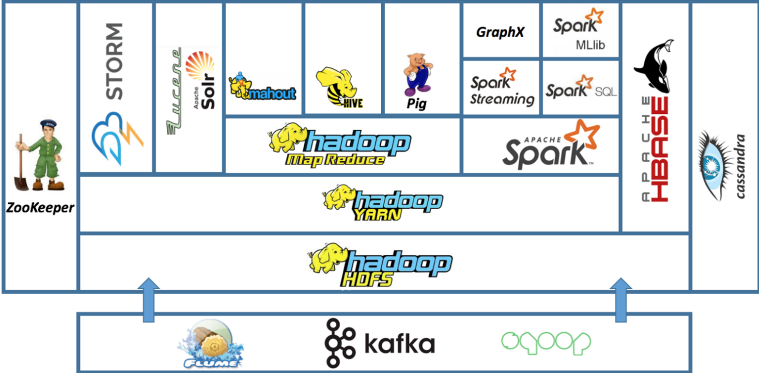 STORM
Lucene
Apache
Solr
mahout
HIVE
Pig
GraphX
Spark
MLlib
Spark
Streaming
Spark SQL
APACHE
HBASE
cassandra
ZooKeeper
hadoop
Map Reduce
APACHE
Spark™
hadoop
YARN
hadoop
HDFS
FLUME
kafka
sqoop